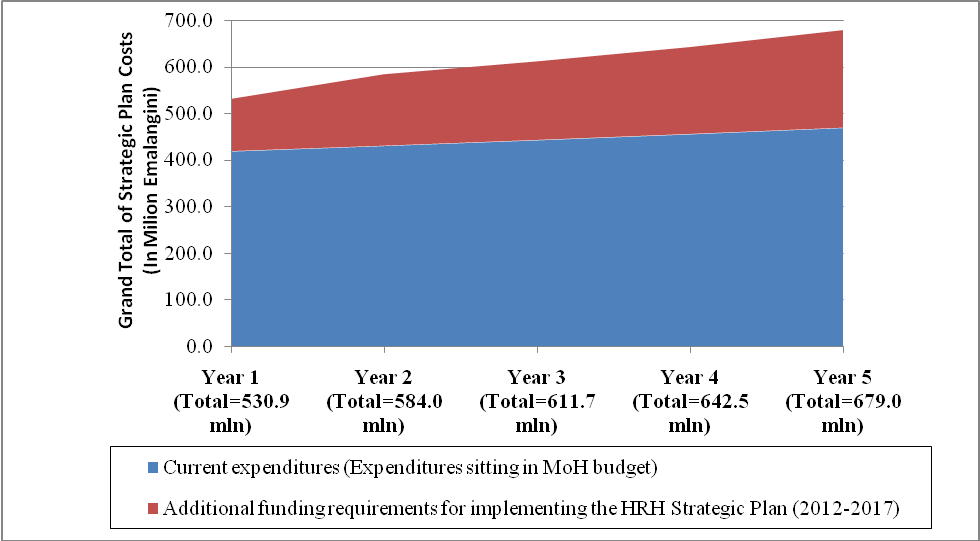 Grand Total of Strategic Plan Costs
(In Milion Emalangini)
700.0
600.0
500.0
400.0
300.0
200.0
100.0
0.0
Year 1
(Total=530.9
mln)
Year 2
(Total=584.0
mln)
Year 3
(Total=611.7
mln)
Year 4
(Total=642.5
mln)
Year 5
(Total=679.0
mln)
Current expenditures (Expenditures sitting in MoH budget)
Additional funding requirements for implementing the HRH Strategic Plan (2012-2017)